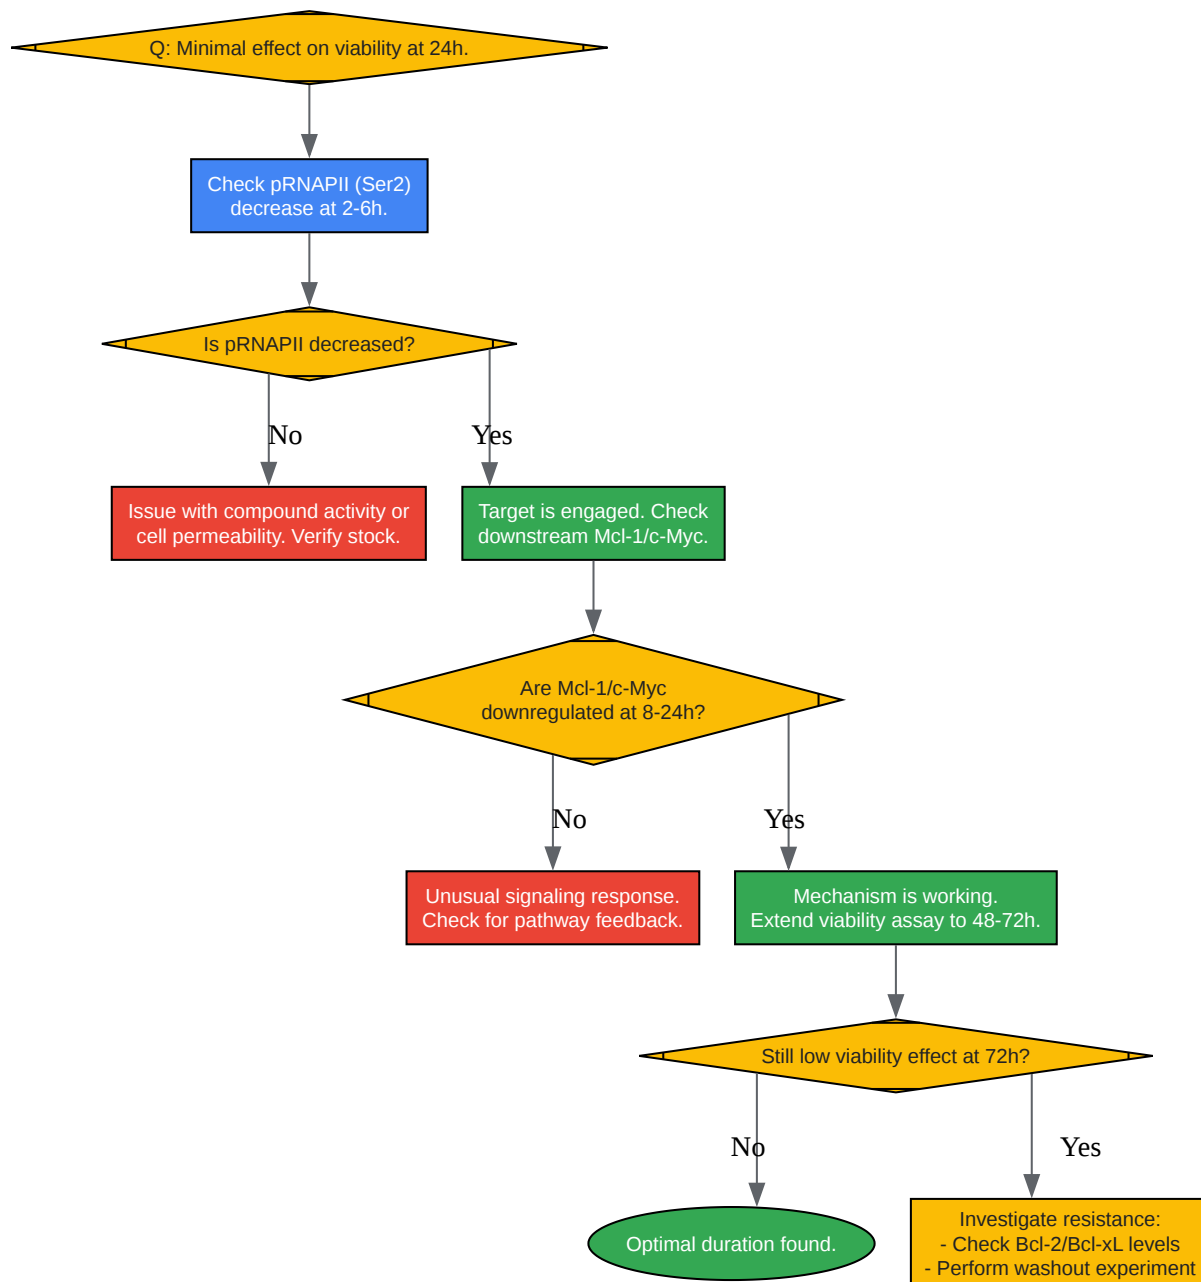 Q: Minimal effect on viability at 24h.
Check pRNAPII (Ser2)
decrease at 2-6h.
Is pRNAPII decreased?
No
Yes
Issue with compound activity or
cell permeability. Verify stock.
Target is engaged. Check
downstream Mcl-1/c-Myc.
Are Mcl-1/c-Myc
downregulated at 8-24h?
No
Yes
Unusual signaling response.
Check for pathway feedback.
Mechanism is working.
Extend viability assay to 48-72h.
Still low viability effect at 72h?
No
Yes
Optimal duration found.
Investigate resistance:
- Check Bcl-2/Bcl-xL levels
- Perform washout experiment